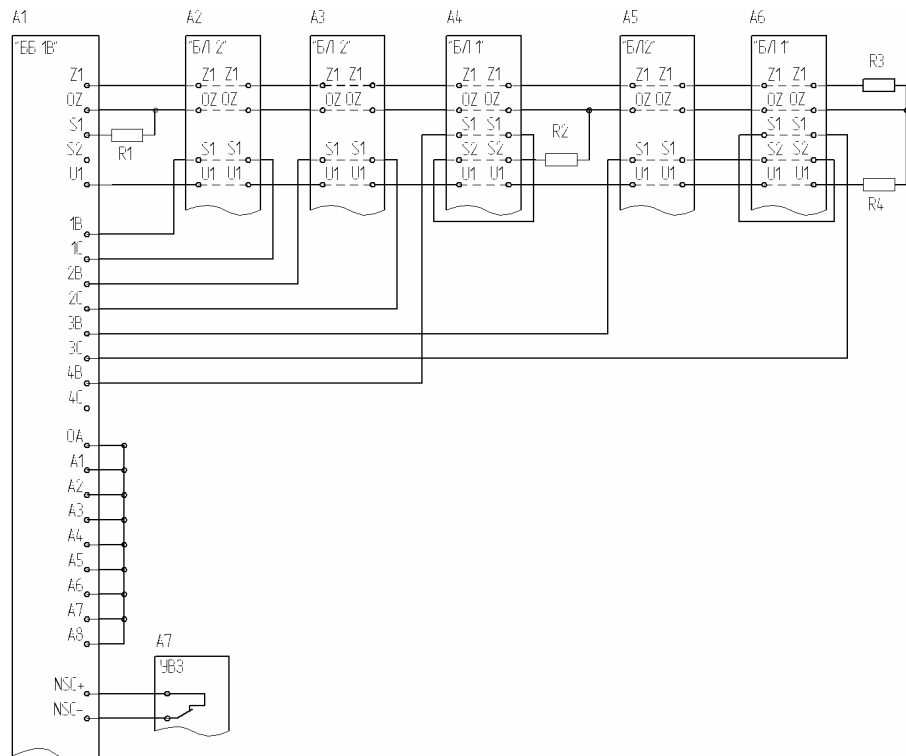 A1 A2 A3 A4 A5 A6
"ББ 1В" "БЛ 2" "БЛ 2" "БЛ 1" "БЛ2" "БЛ 1"
R3
Z1 Z1 Z1 Z1 Z1 Z1 Z1 Z1 Z1 Z1 Z1
0Z 0Z 0Z 0Z 0Z 0Z 0Z 0Z 0Z 0Z 0Z
S1 S1 S1 S1 S1
R1 R2
S2 S1 S1 S1 S1 S2 S2 S1 S1 S2 S2
U1 U1 U1 U1 U1 U1 U1 U1 U1 U1 U1
R4
1B
1C
2B
2C
3B
3C
4B
4C
0A
A1
A2
A3
A4
A5
A6
A7
A8
A7
УВЗ
NSC+
NSC-